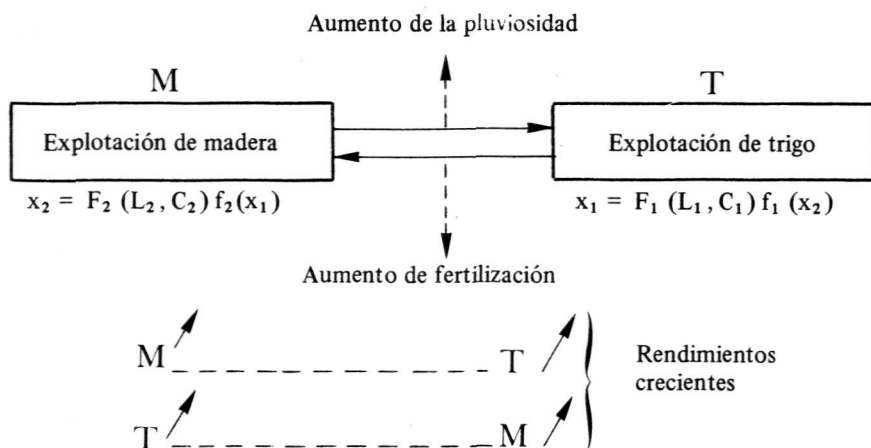 Aumento de la pluviosidad
M
T
Explotación de madera
Explotación de trigo
x₂ = F₂ (L₂, C₂) f₂(x₁)
x₁ = F₁ (L₁, C₁) f₁ (x₂)
Aumento de fertilización
M T
Rendimientos
crecientes
T M